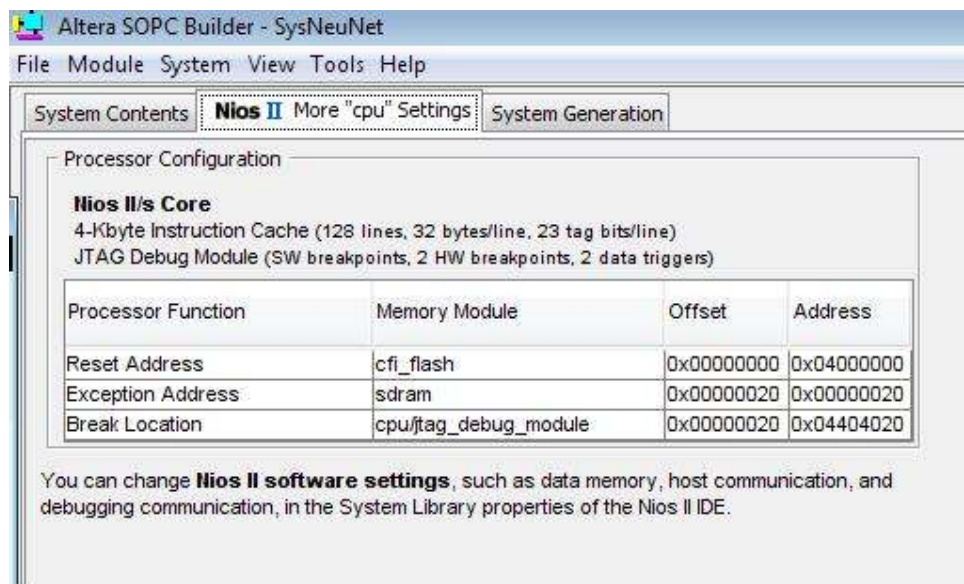 Altera SOPC Builder - SysNeuNet
File Module System View Tools Help
System Contents Nios II More "cpu" Settings System Generation
Processor Configuration
Nios II/s Core
4-Kbyte Instruction Cache (128 lines, 32 bytes/line, 23 tag bits/line)
JTAG Debug Module (SW breakpoints, 2 HW breakpoints, 2 data triggers)
Processor Function Memory Module Offset Address
Reset Address cfi_flash 0x00000000 0x04000000
Exception Address sdram 0x00000020 0x00000020
Break Location cpu/jtag_debug_module 0x00000020 0x04404020
You can change Nios II software settings, such as data memory, host communication, and
debugging communication, in the System Library properties of the Nios II IDE.